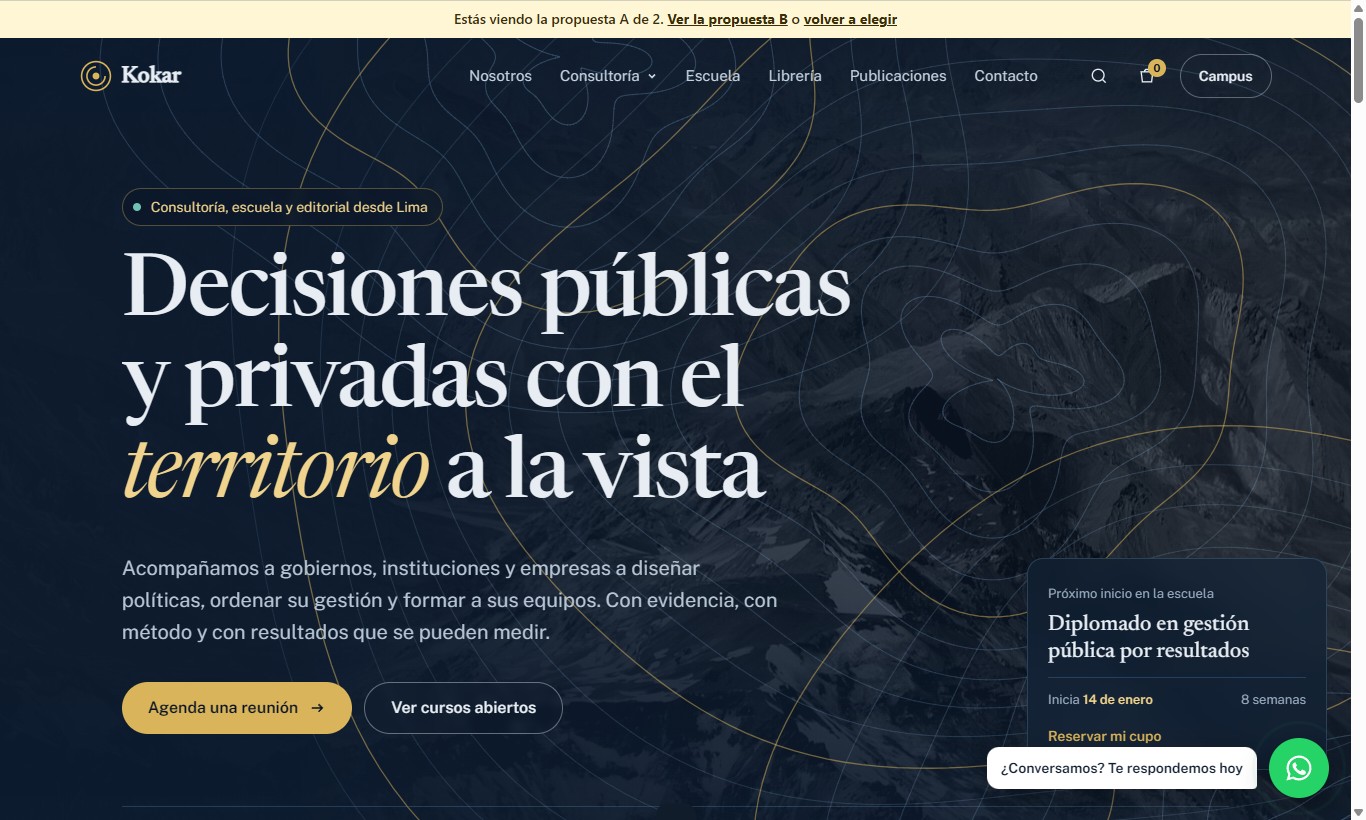 Estás viendo la propuesta A de 2. Ver la propuesta B o volver a elegir
Kokar
Nosotros Consultoría Escuela Librería Publicaciones Contacto 0 Campus
Consultoría, escuela y editorial desde Lima
Decisiones públicas
y privadas con el
territorio a la vista
Acompañamos a gobiernos, instituciones y empresas a diseñar
políticas, ordenar su gestión y formar a sus equipos. Con evidencia, con
método y con resultados que se pueden medir.
Agenda una reunión Ver cursos abiertos
Próximo inicio en la escuela
Diplomado en gestión
pública por resultados
Inicia 14 de enero 8 semanas
Reservar mi cupo
¿Conversamos? Te respondemos hoy